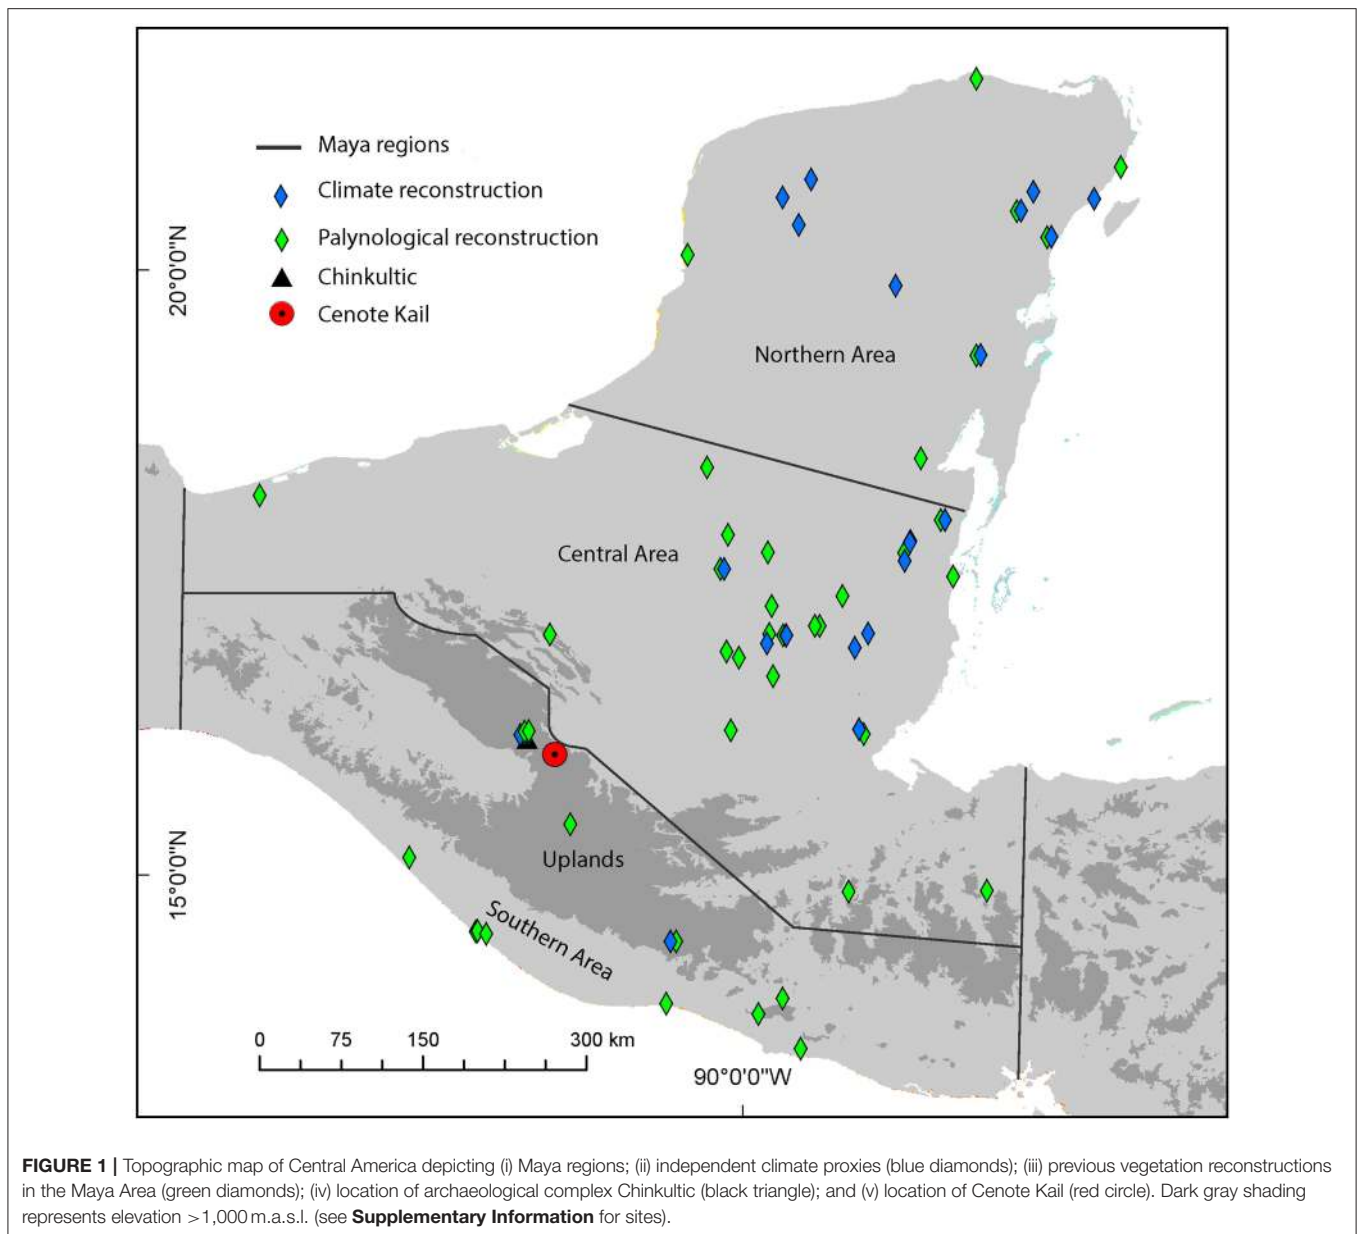 Maya regions
Climate reconstruction
Palynological reconstruction
Chinkultic
Cenote Kail
20°0'0"N
Northern Area
Central Area
15°0'0"N
Uplands
Southern Area
0 75 150 300 km
90°0'0"W
FIGURE 1 | Topographic map of Central America depicting (i) Maya regions; (ii) independent climate proxies (blue diamonds); (iii) previous vegetation reconstructions
in the Maya Area (green diamonds); (iv) location of archaeological complex Chinkultic (black triangle); and (v) location of Cenote Kail (red circle). Dark gray shading
represents elevation >1,000 m.a.s.l. (see Supplementary Information for sites).